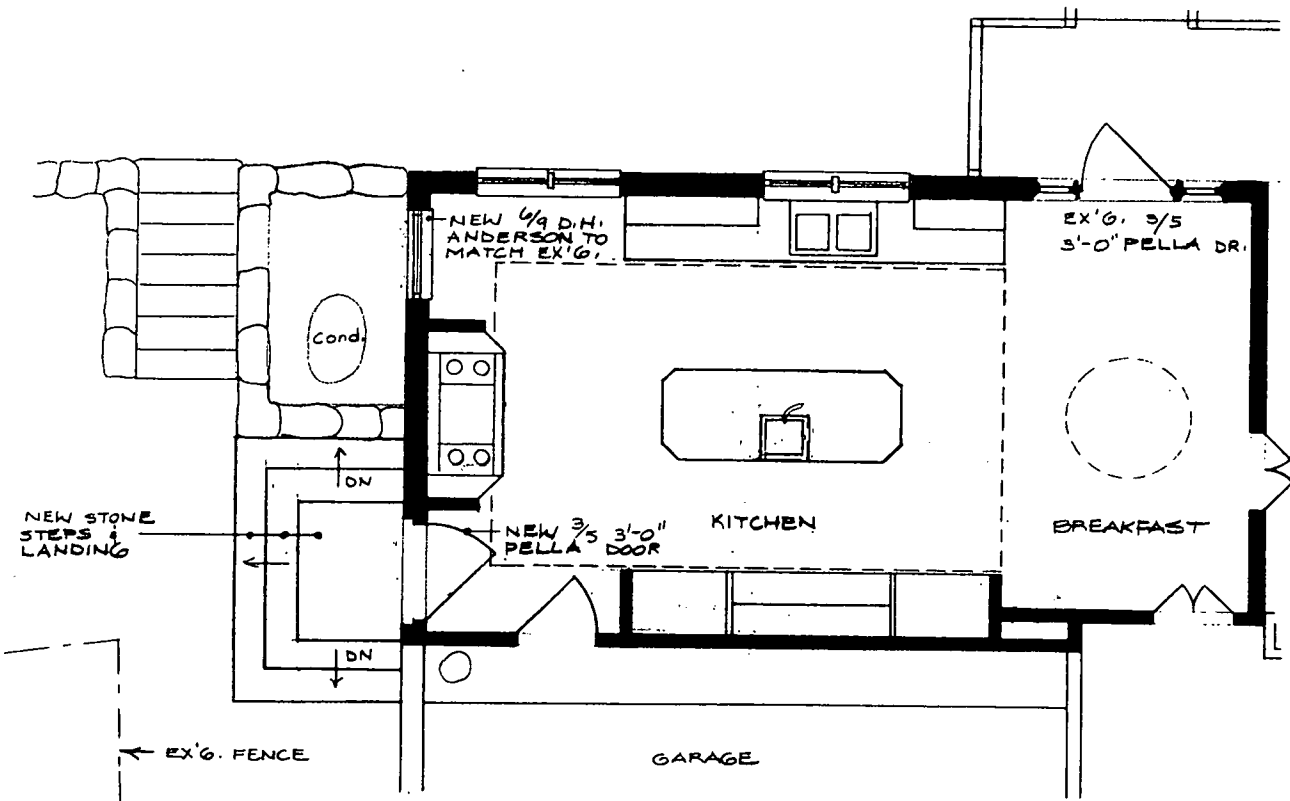 NEW 6/9 D.H.
ANDERSON TO
MATCH EX'G.
EX'G. 3/5
3'-0" PELLA DR.
Cond.
DN
NEW STONE
STEPS &
LANDING
NEW 3/5 3'-0"
PELLA DOOR
KITCHEN
BREAKFAST
DN
EX'G. FENCE
GARAGE